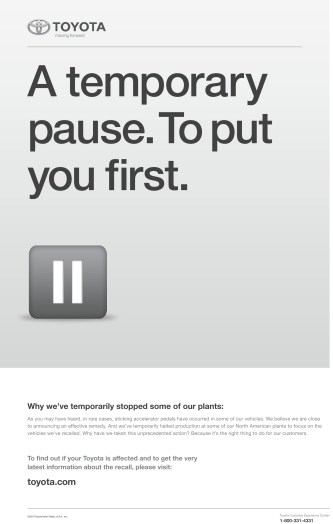 TOYOTA
moving forward
A temporary
pause. To put
you first.
Why we've temporarily stopped some of our plants:
As you may have heard, in rare cases, sticking accelerator pedals have occurred in some of our vehicles. We believe we are close
to announcing an effective remedy. And we've temporarily halted production at some of our North American plants to focus on the
vehicles we've recalled. Why have we taken this unprecedented action? Because it's the right thing to do for our customers.
To find out if your Toyota is affected and to get the very
latest information about the recall, please visit:
toyota.com
Toyota Customer Experience Center
1-800-331-4331